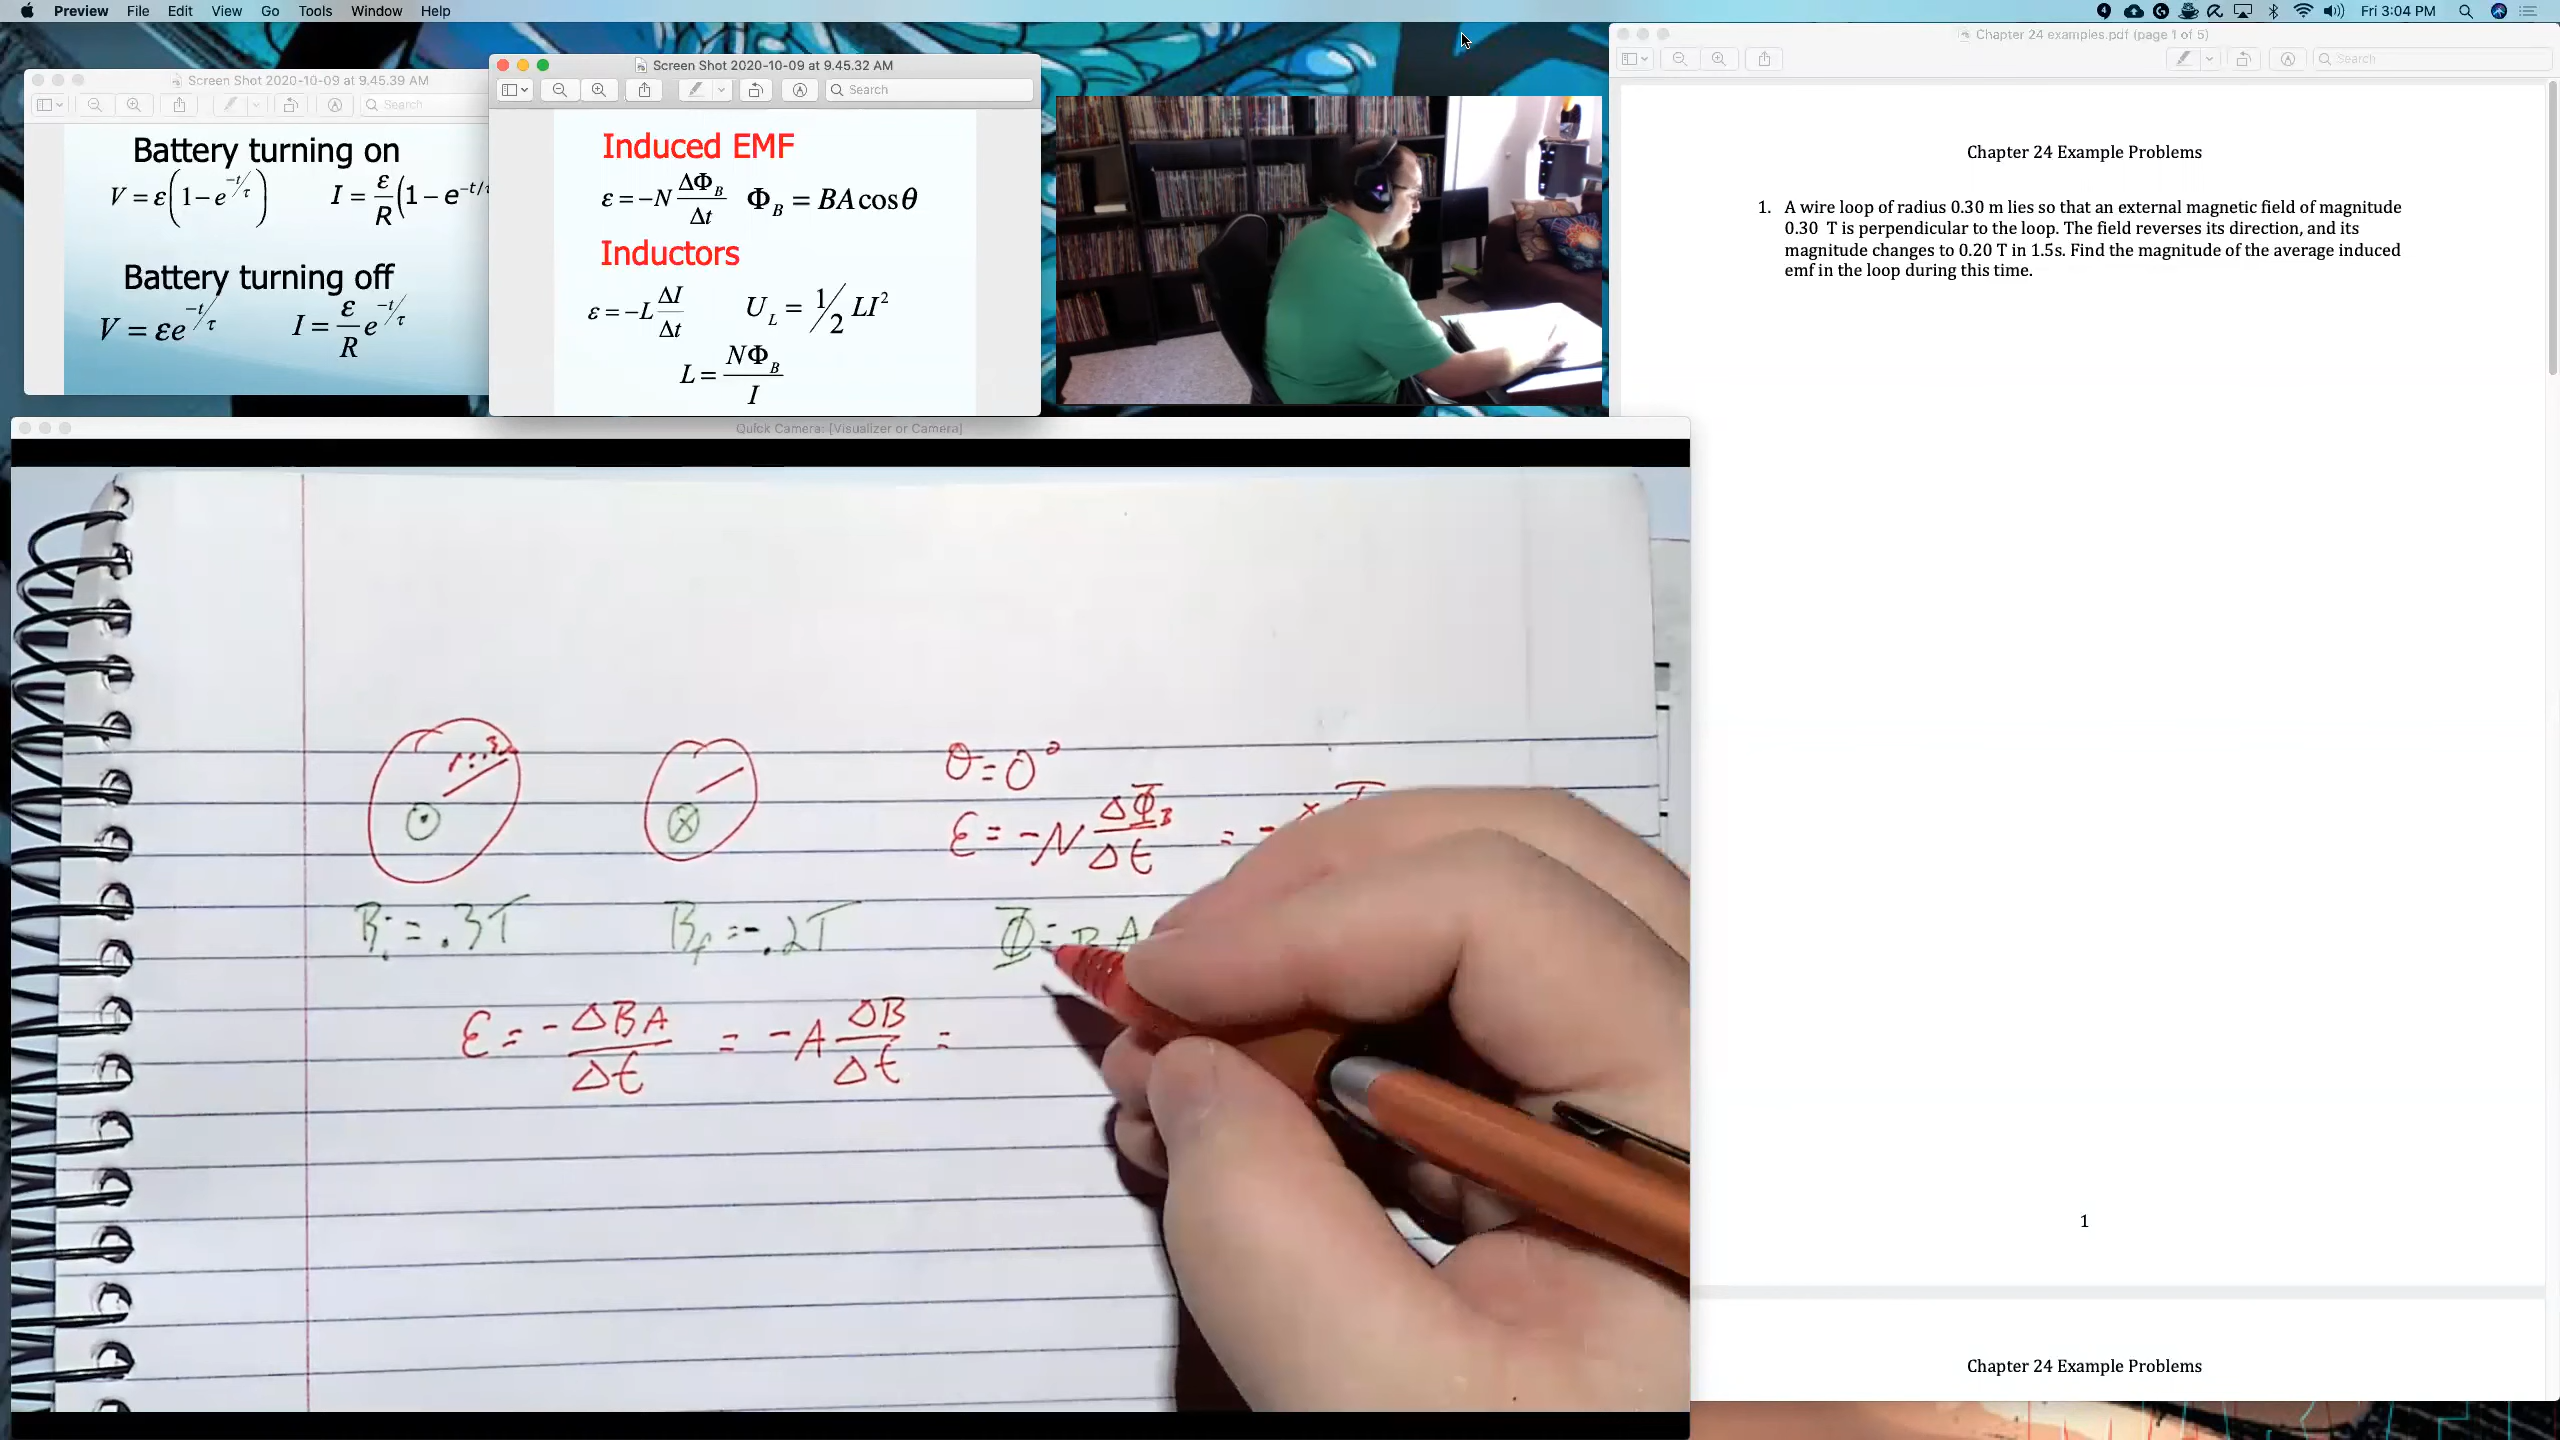 Preview File Edit View Go Tools Window Help
Fri 3:04 PM
Screen Shot 2020-10-09 at 9.45.39 AM
Search
Battery turning on
V = ε(1 − e^−t/τ) I = ε/R (1 − e^−t/
Battery turning off
V = εe^−t/τ I = ε/R e^−t/τ
Screen Shot 2020-10-09 at 9.45.32 AM
Search
Induced EMF
ε = −N ΔΦ_B/Δt Φ_B = BA cos θ
Inductors
ε = −L ΔI/Δt U_L = 1/2 LI²
L = NΦ_B/I
Chapter 24 examples.pdf (page 1 of 5)
Search
Chapter 24 Example Problems
1. A wire loop of radius 0.30 m lies so that an external magnetic field of magnitude
0.30 T is perpendicular to the loop. The field reverses its direction, and its
magnitude changes to 0.20 T in 1.5s. Find the magnitude of the average induced
emf in the loop during this time.
1
Chapter 24 Example Problems
Quick Camera: [Visualizer or Camera]
θ = 0°
ε = −N ΔΦ_B/Δt = −
B_i = .3T B_f = −.2T Φ = BA
ε = − ΔBA/Δt = −A ΔB/Δt =